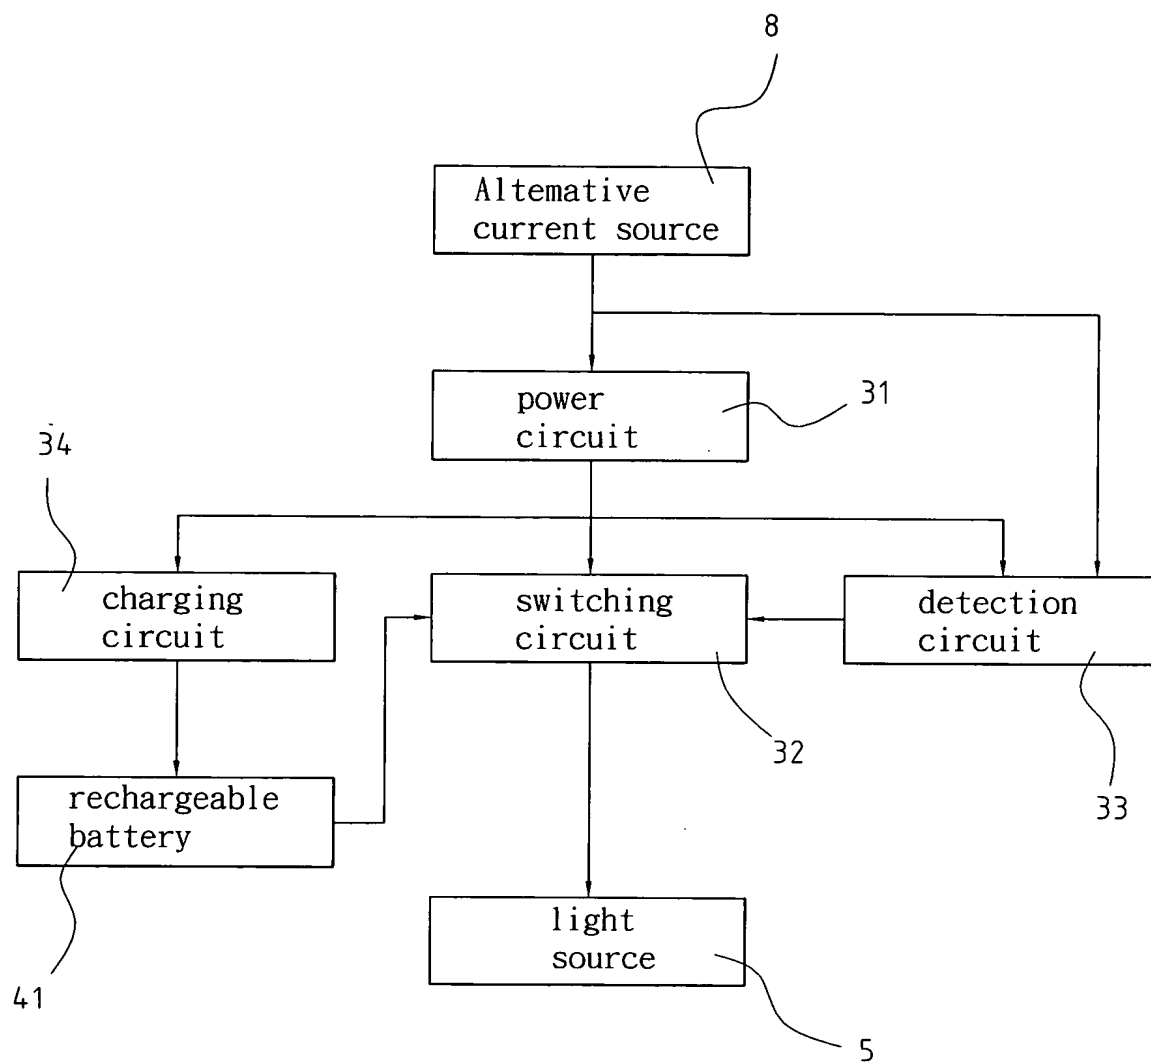 8
Altemative
current source
power
circuit
31
34
charging
circuit
switching
circuit
detection
circuit
32
33
rechargeable
battery
41
light
source
5